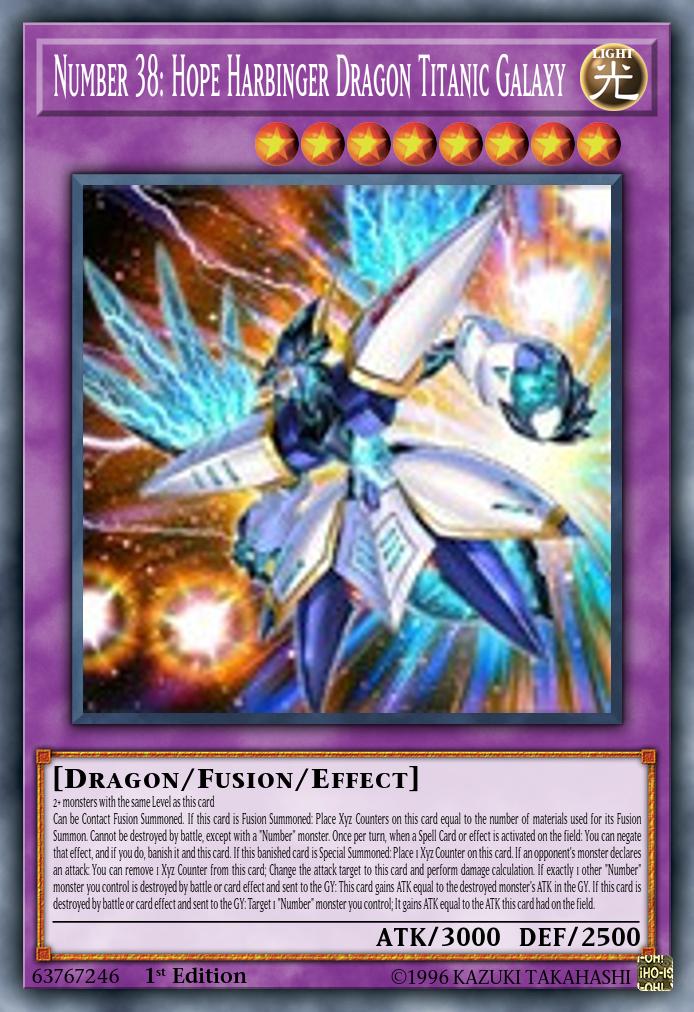 NUMBER 38: HOPE HARBINGER DRAGON TITANIC GALAXY
LIGHT
光
[DRAGON/FUSION/EFFECT]
2+ monsters with the same Level as this card
Can be Contact Fusion Summoned. If this card is Fusion Summoned: Place Xyz Counters on this card equal to the number of materials used for its Fusion
Summon. Cannot be destroyed by battle, except with a "Number" monster. Once per turn, when a Spell Card or effect is activated on the field: You can negate
that effect, and if you do, banish it and this card. If this banished card is Special Summoned: Place 1 Xyz Counter on this card. If an opponent's monster declares
an attack: You can remove 1 Xyz Counter from this card; Change the attack target to this card and perform damage calculation. If exactly 1 other "Number"
monster you control is destroyed by battle or card effect and sent to the GY: This card gains ATK equal to the destroyed monster's ATK in the GY. If this card is
destroyed by battle or card effect and sent to the GY: Target 1 "Number" monster you control; It gains ATK equal to the ATK this card had on the field.
ATK/3000 DEF/2500
63767246 1st Edition ©1996 KAZUKI TAKAHASHI